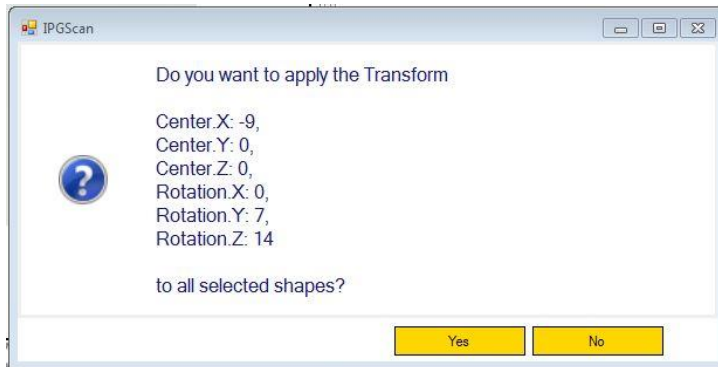 IPGScan
Do you want to apply the Transform
Center.X: -9,
Center.Y: 0,
Center.Z: 0,
Rotation.X: 0,
Rotation.Y: 7,
Rotation.Z: 14
to all selected shapes?
Yes No